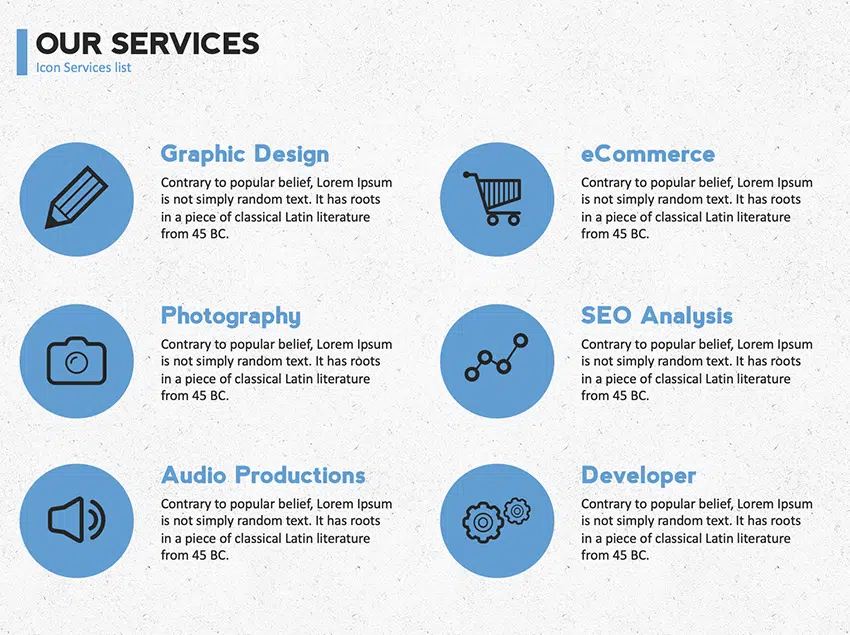 OUR SERVICES
Icon Services list
Graphic Design
Contrary to popular belief, Lorem Ipsum
is not simply random text. It has roots
in a piece of classical Latin literature
from 45 BC.
eCommerce
Contrary to popular belief, Lorem Ipsum
is not simply random text. It has roots
in a piece of classical Latin literature
from 45 BC.
Photography
Contrary to popular belief, Lorem Ipsum
is not simply random text. It has roots
in a piece of classical Latin literature
from 45 BC.
SEO Analysis
Contrary to popular belief, Lorem Ipsum
is not simply random text. It has roots
in a piece of classical Latin literature
from 45 BC.
Audio Productions
Contrary to popular belief, Lorem Ipsum
is not simply random text. It has roots
in a piece of classical Latin literature
from 45 BC.
Developer
Contrary to popular belief, Lorem Ipsum
is not simply random text. It has roots
in a piece of classical Latin literature
from 45 BC.